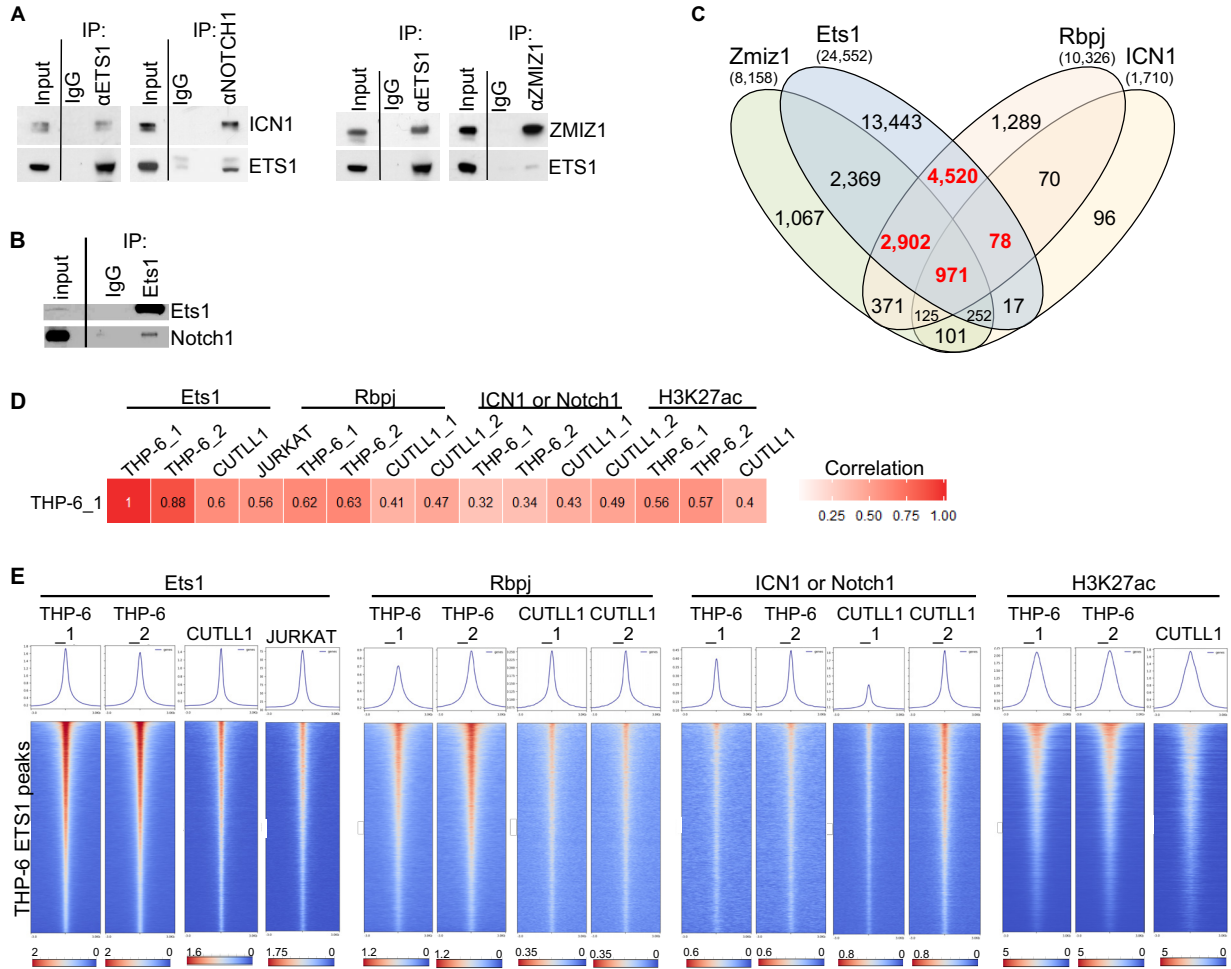 A
IP:
Input
IgG
αETS1
IP:
Input
IgG
αNOTCH1
ICN1
ETS1
IP:
Input
IgG
αETS1
IP:
Input
IgG
αZMIZ1
ZMIZ1
ETS1
B
IP:
input
IgG
Ets1
Ets1
Notch1
C
Zmiz1
(8,158)
Ets1
(24,552)
Rbpj
(10,326)
ICN1
(1,710)
13,443
1,289
2,369
4,520
70
1,067
96
2,902
78
971
371
17
125
252
101
D
Ets1
Rbpj
ICN1 or Notch1
H3K27ac
THP-6_1
THP-6_2
CUTLL1
JURKAT
THP-6_1
THP-6_2
CUTLL1_1
CUTLL1_2
THP-6_1
THP-6_2
CUTLL1_1
CUTLL1_2
THP-6_1
THP-6_2
CUTLL1
THP-6_1 1 0.88 0.6 0.56 0.62 0.63 0.41 0.47 0.32 0.34 0.43 0.49 0.56 0.57 0.4
Correlation
0.25 0.50 0.75 1.00
E
Ets1
Rbpj
ICN1 or Notch1
H3K27ac
THP-6 _1
THP-6 _2
CUTLL1
JURKAT
THP-6 _1
THP-6 _2
CUTLL1 _1
CUTLL1 _2
THP-6 _1
THP-6 _2
CUTLL1 _1
CUTLL1 _2
THP-6 _1
THP-6 _2
CUTLL1
THP-6 ETS1 peaks
2 0
2 0
1.6 0
1.75 0
1.2 0
1.2 0
0.35 0
0.35 0
0.6 0
0.6 0
0.8 0
0.8 0
5 0
5 0
5 0